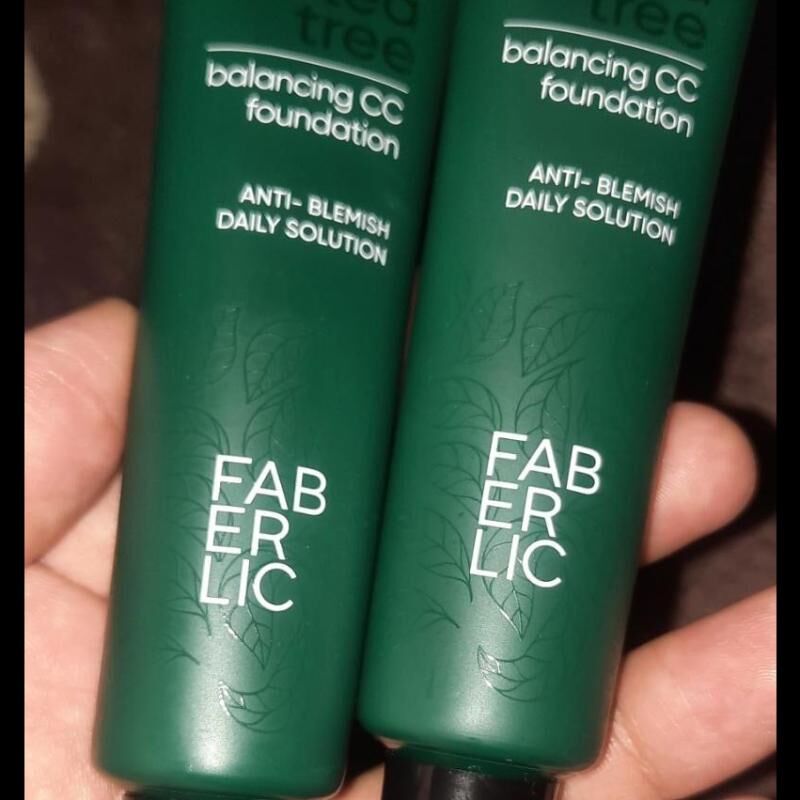 tea
tree
balancing CC
foundation
ANTI- BLEMISH
DAILY SOLUTION
FAB
ER
LIC
tree
balancing CC
foundation
ANTI- BLEMISH
DAILY SOLUTION
FAB
ER
LIC